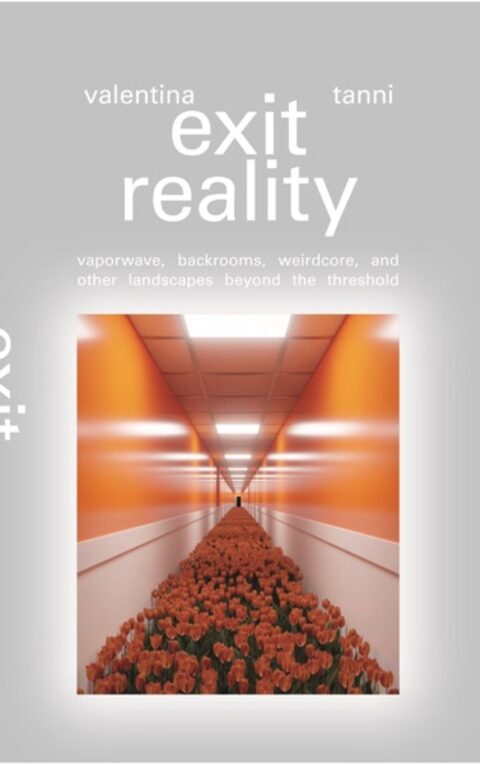 valentina tanni
exit
reality
vaporwave, backrooms, weirdcore, and
other landscapes beyond the threshold
exit